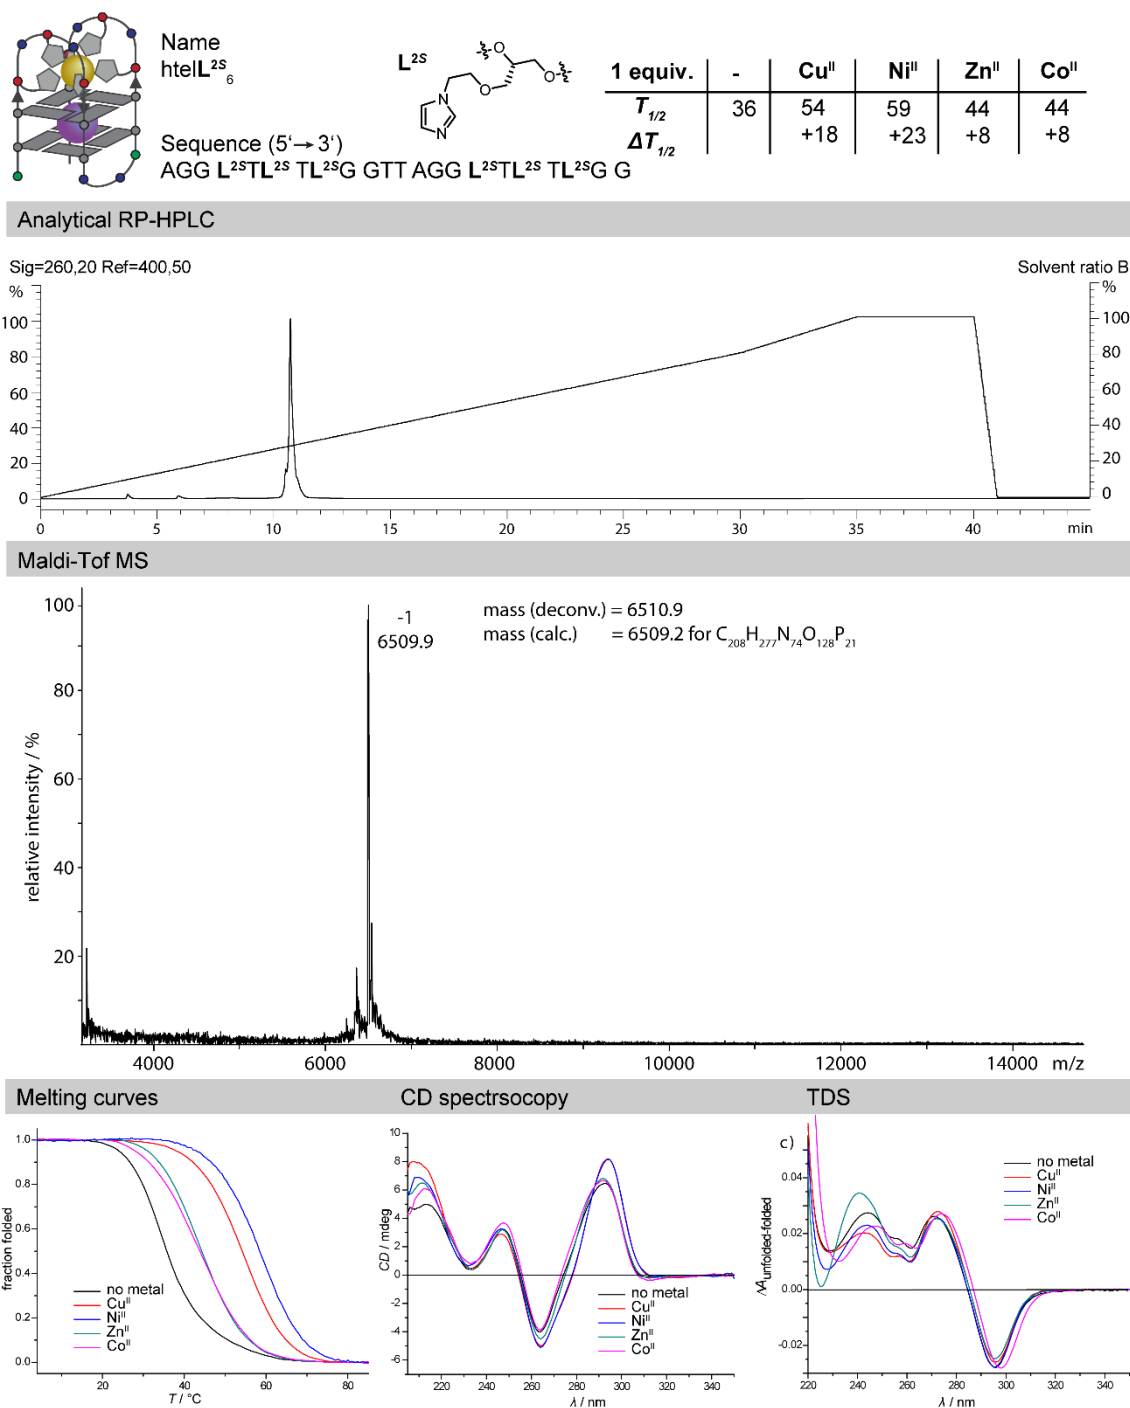 Name
htelL²ˢ₆
Sequence (5‘→ 3‘)
AGG L²ˢTL²ˢ TL²ˢG GTT AGG L²ˢTL²ˢ TL²ˢG G
L²ˢ
O
O
O
N
N
1 equiv. - Cuᴵᴵ Niᴵᴵ Znᴵᴵ Coᴵᴵ
T₁/₂ 36 54 59 44 44
ΔT₁/₂ +18 +23 +8 +8
Analytical RP-HPLC
Sig=260,20 Ref=400,50 Solvent ratio B
% %
100 100
80 80
60 60
40 40
20 20
0 0
0 5 10 15 20 25 30 35 40 min
Maldi-Tof MS
relative intensity / %
100
80
60
40
20
-1
6509.9
mass (deconv.) = 6510.9
mass (calc.) = 6509.2 for C₂₀₈H₂₇₇N₇₄O₁₂₈P₂₁
4000 6000 8000 10000 12000 14000 m/z
Melting curves CD spectrsocopy TDS
fraction folded
1.0
0.8
0.6
0.4
0.2
0.0
no metal
Cuᴵᴵ
Niᴵᴵ
Znᴵᴵ
Coᴵᴵ
20 40 60 80
T / °C
CD / mdeg
10
8
6
4
2
0
-2
-4
-6
no metal
Cuᴵᴵ
Niᴵᴵ
Znᴵᴵ
Coᴵᴵ
220 240 260 280 300 320 340
λ / nm
c)
ΔA unfolded-folded
0.04
0.02
0.00
-0.02
no metal
Cuᴵᴵ
Niᴵᴵ
Znᴵᴵ
Coᴵᴵ
220 240 260 280 300 320 340
λ / nm